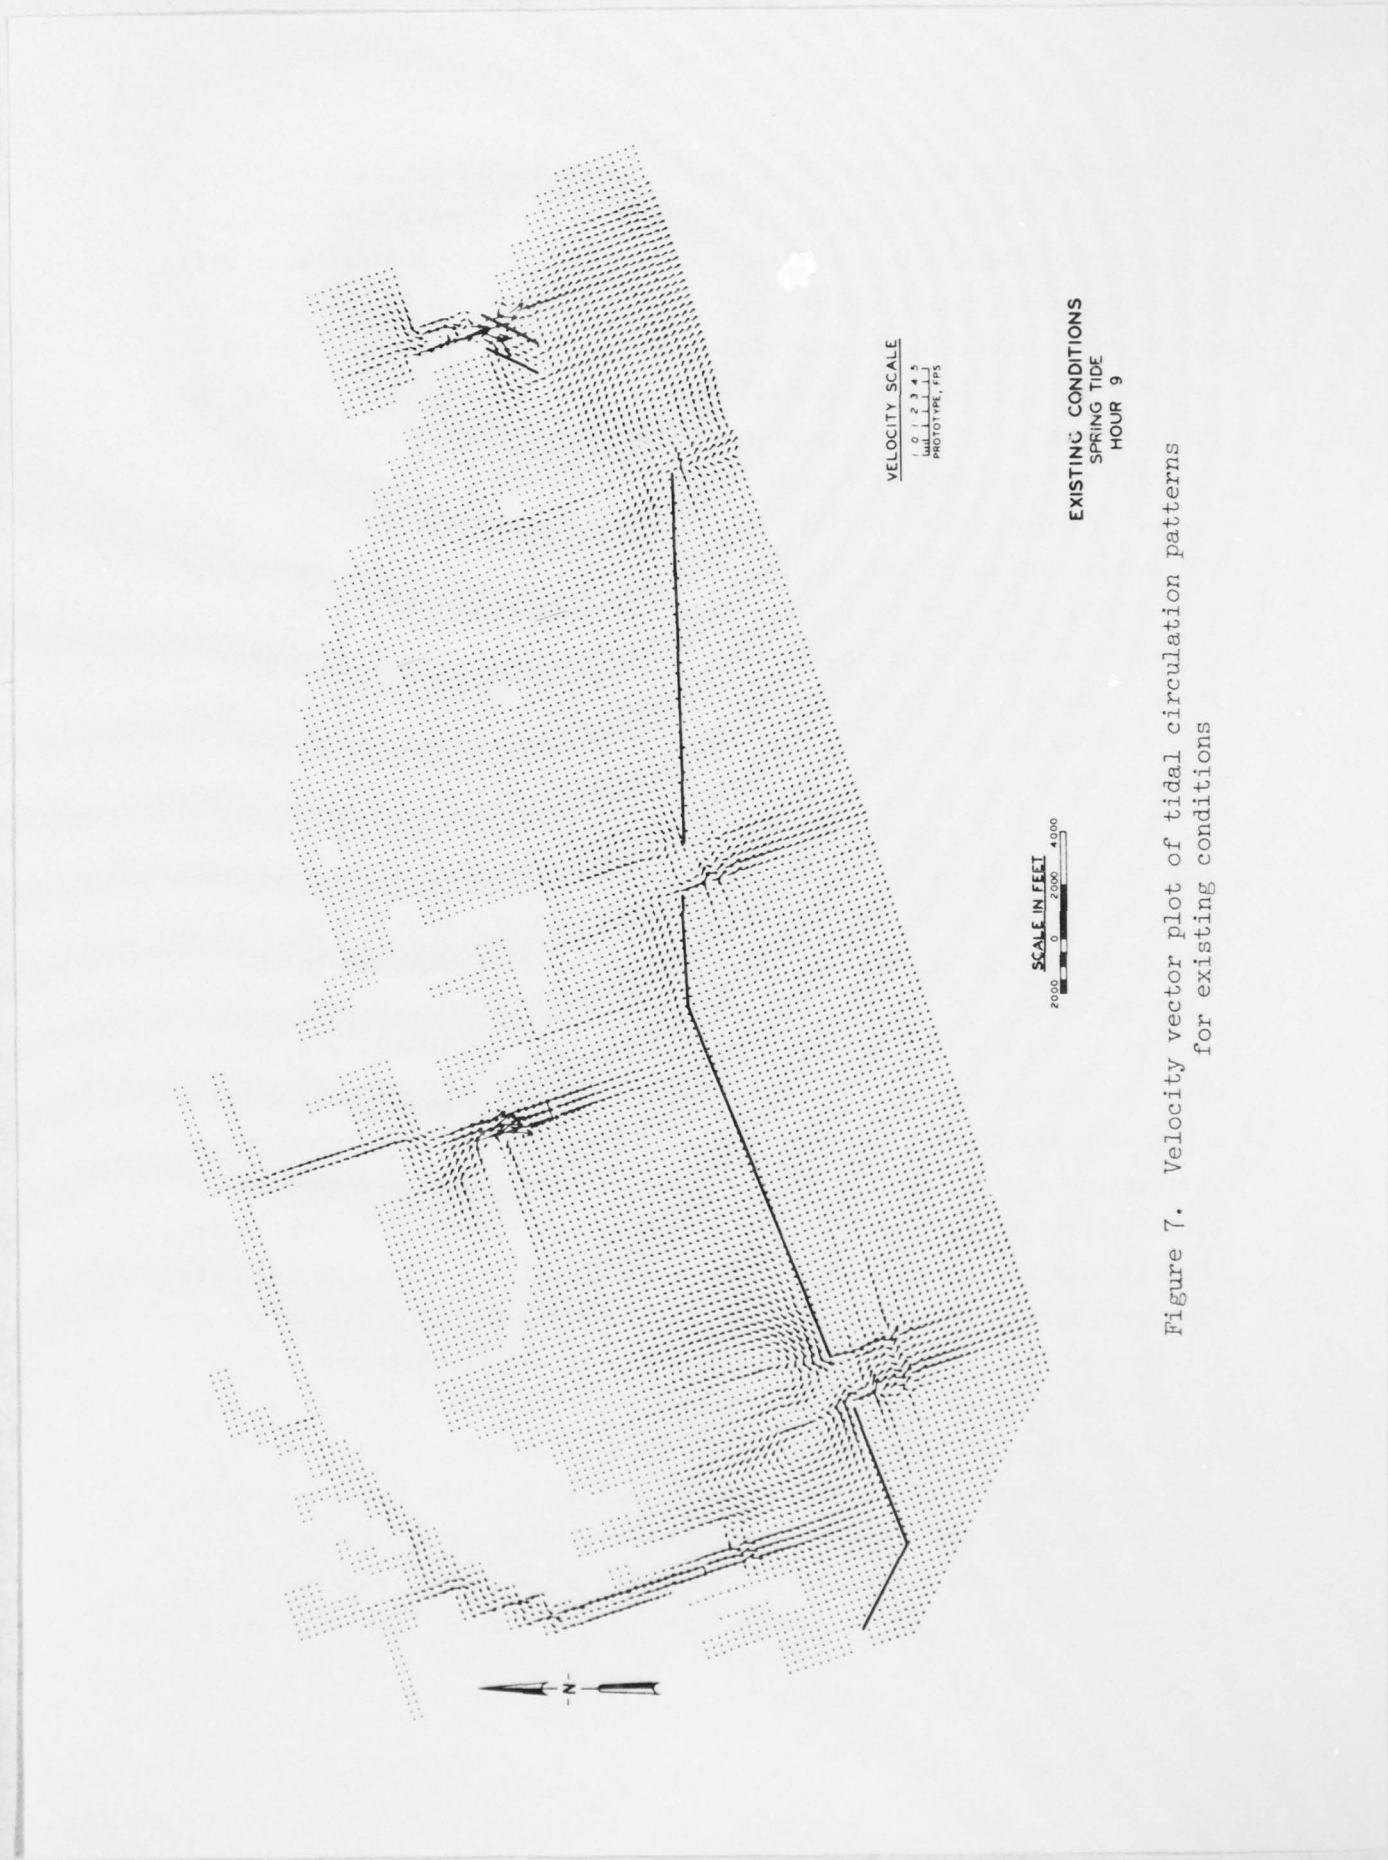 N
VELOCITY SCALE
1 0 1 2 3 4 5
PROTOTYPE, FPS
SCALE IN FEET
2000 0 2000 4000
EXISTING CONDITIONS
SPRING TIDE
HOUR 9
Figure 7. Velocity vector plot of tidal circulation patterns
for existing conditions